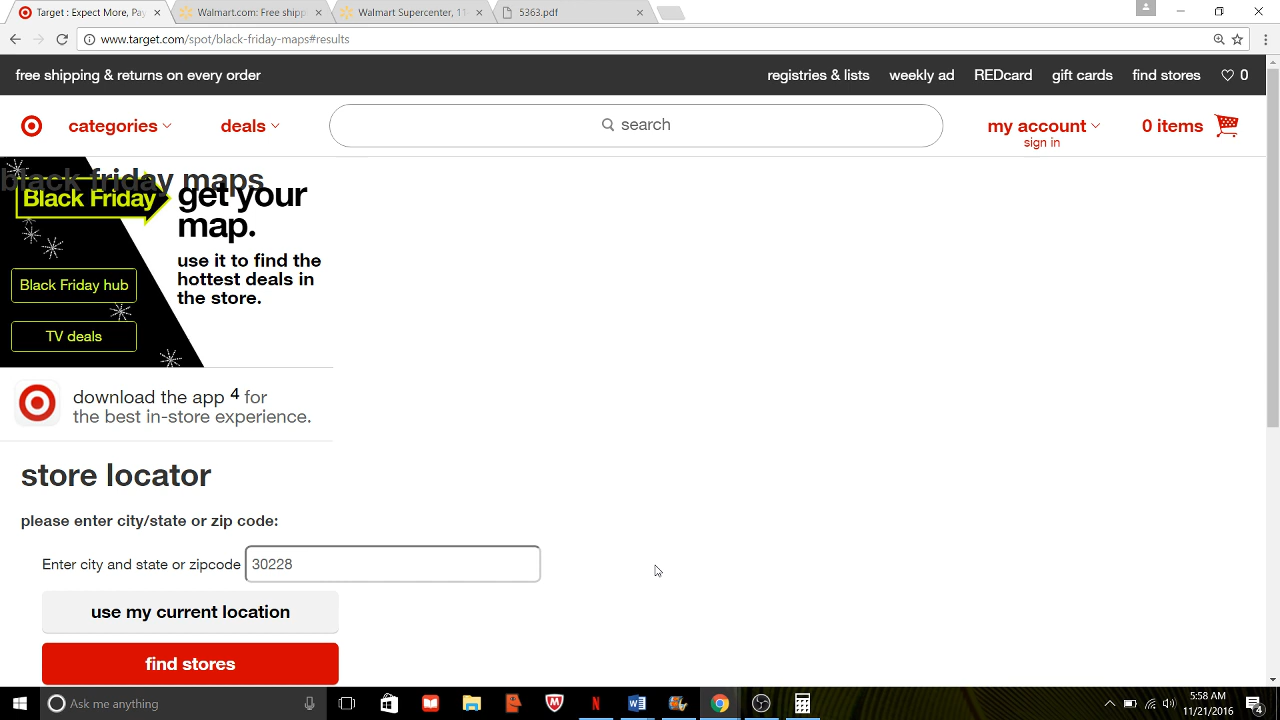 Target : Expect More, Pay
Walmart.com: Free shipp
Walmart Supercenter, 11
5363.pdf
www.target.com/spot/black-friday-maps#results
free shipping & returns on every order
registries & lists
weekly ad
REDcard
gift cards
find stores
0
categories
deals
search
my account
sign in
0 items
black friday maps
Black Friday
get your
map.
use it to find the
hottest deals in
the store.
Black Friday hub
TV deals
download the app 4 for
the best in-store experience.
store locator
please enter city/state or zip code:
Enter city and state or zipcode
30228
use my current location
find stores
Ask me anything
5:58 AM
11/21/2016
4